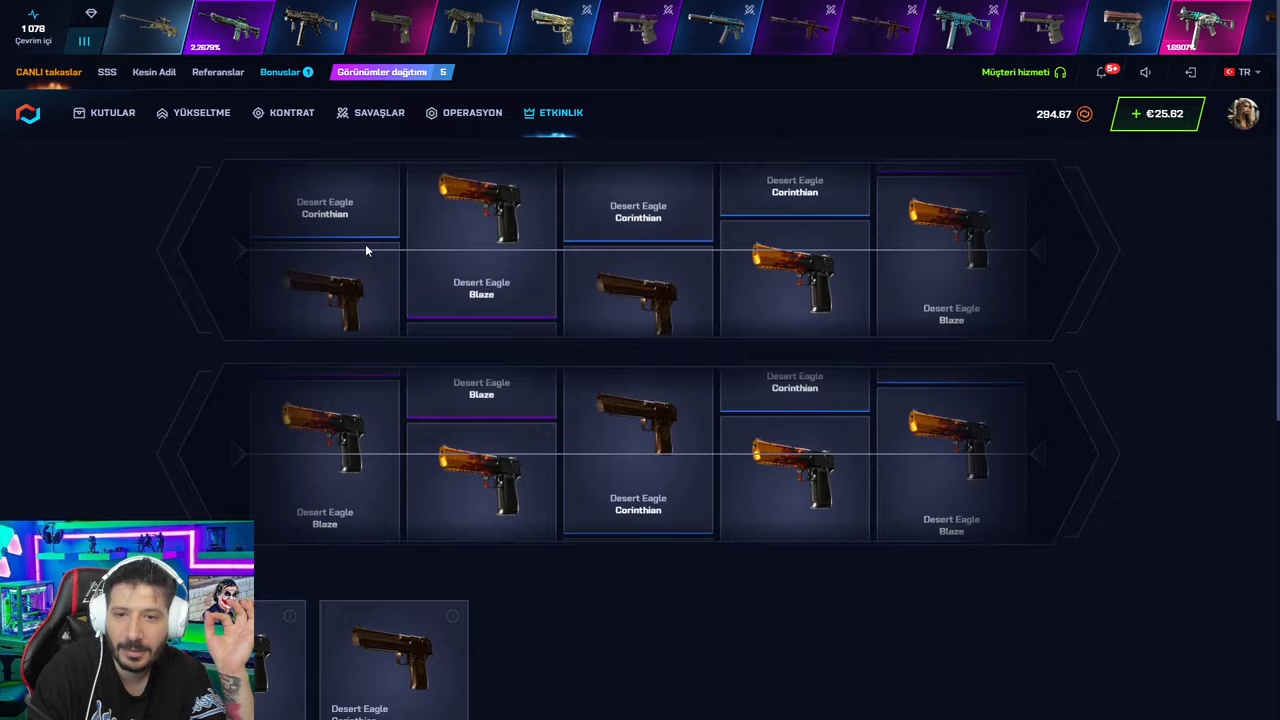 1 078
Çevrim içi
2.2679%
1.6907%
CANLI takaslar SSS Kesin Adil Referanslar Bonuslar 1 Görünümler dağıtımı 5 Müşteri hizmeti 5+ TR
KUTULAR YÜKSELTME KONTRAT SAVAŞLAR OPERASYON ETKINLIK 294.67 + €25.62
Desert Eagle
Corinthian
Desert Eagle
Blaze
Desert Eagle
Corinthian
Desert Eagle
Corinthian
Desert Eagle
Blaze
Desert Eagle
Blaze
Desert Eagle
Blaze
Desert Eagle
Corinthian
Desert Eagle
Corinthian
Desert Eagle
Blaze
Desert Eagle
Corinthian